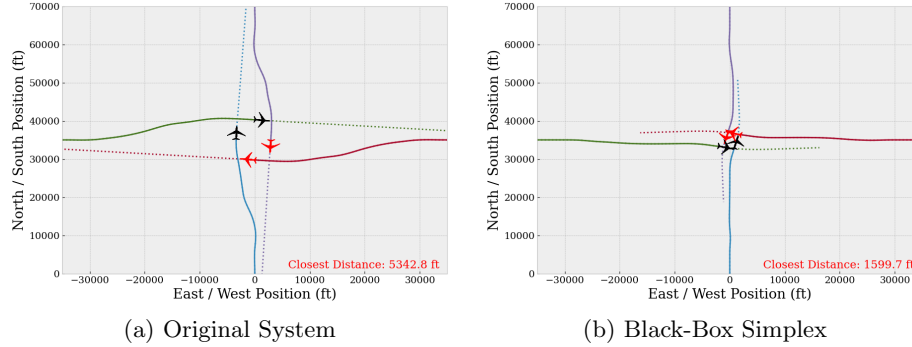 70000
60000
50000
40000
30000
20000
10000
0
North / South Position (ft)
Closest Distance: 5342.8 ft
−30000 −20000 −10000 0 10000 20000 30000
East / West Position (ft)
(a) Original System
70000
60000
50000
40000
30000
20000
10000
0
North / South Position (ft)
Closest Distance: 1599.7 ft
−30000 −20000 −10000 0 10000 20000 30000
East / West Position (ft)
(b) Black-Box Simplex